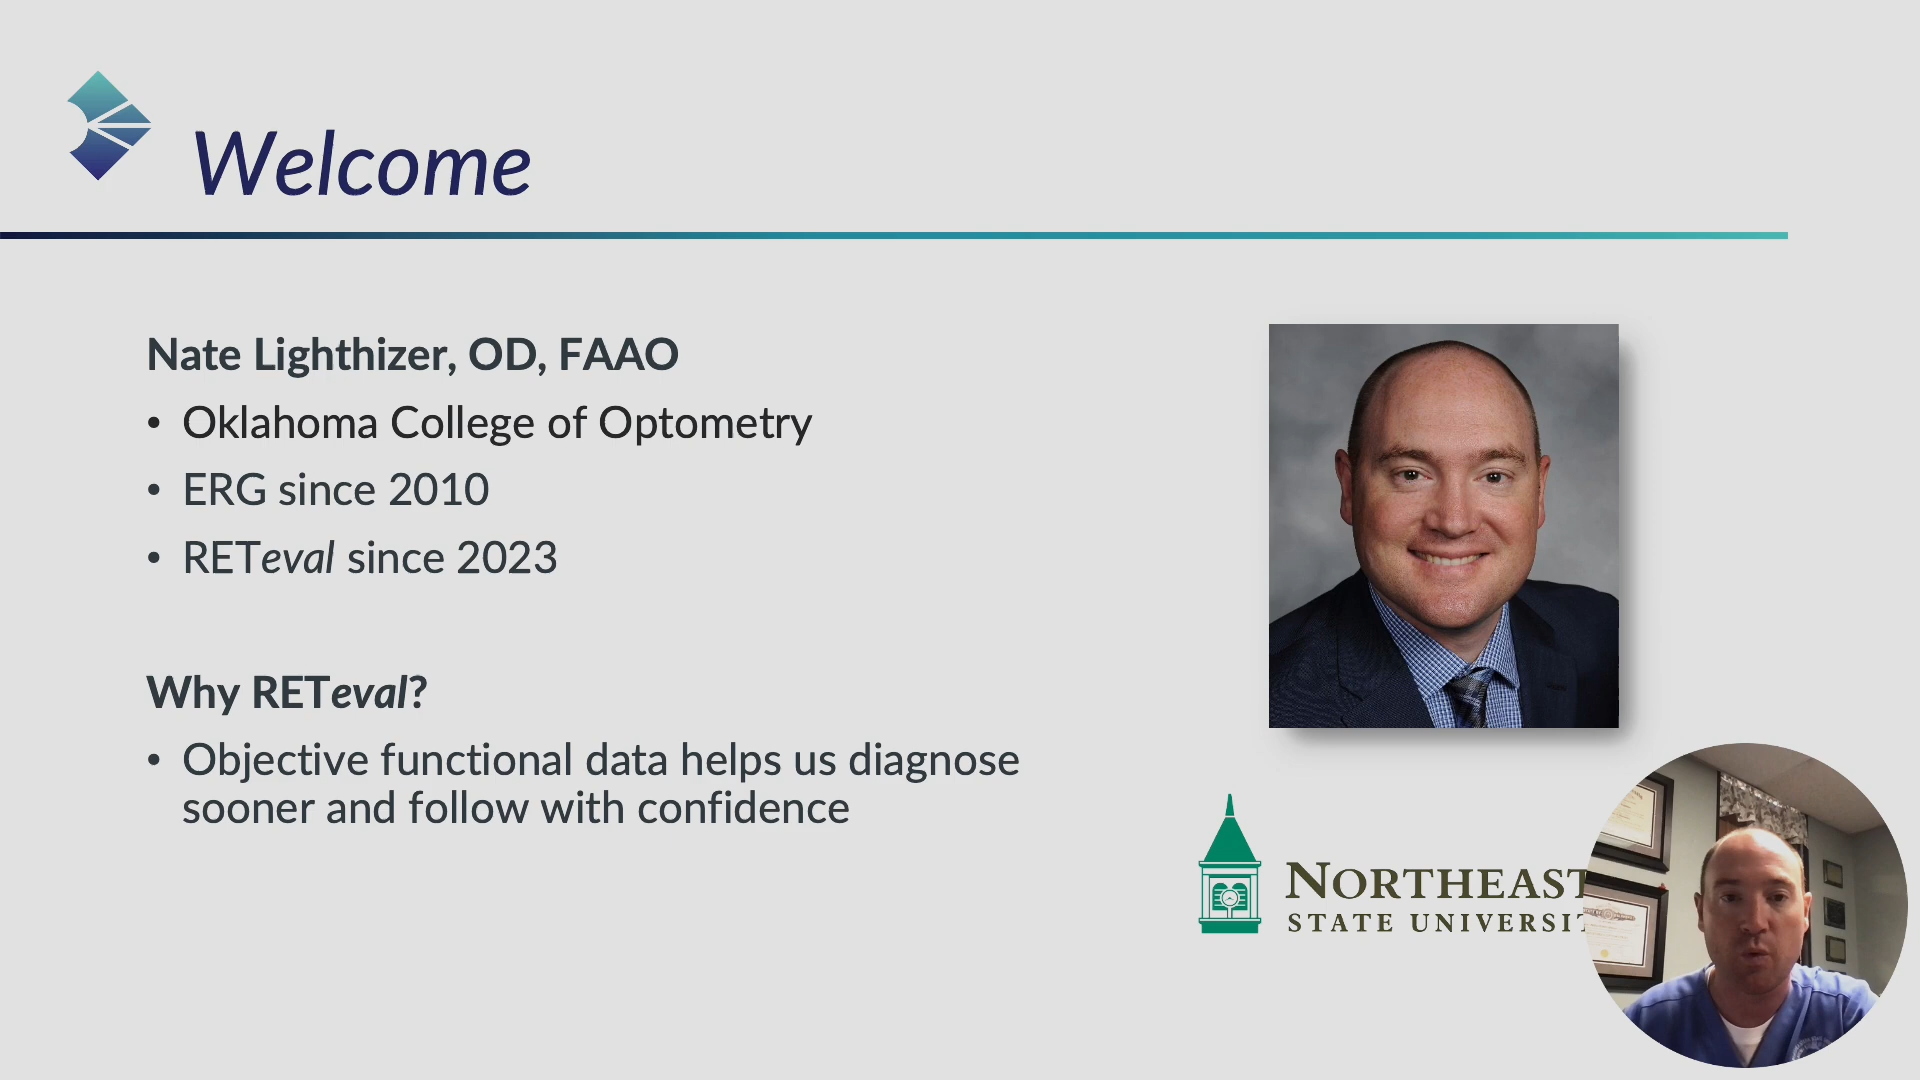 Welcome
Nate Lighthizer, OD, FAAO
• Oklahoma College of Optometry
• ERG since 2010
• RETeval since 2023
Why RETeval?
• Objective functional data helps us diagnose
sooner and follow with confidence
NORTHEAST
STATE UNIVERSIT